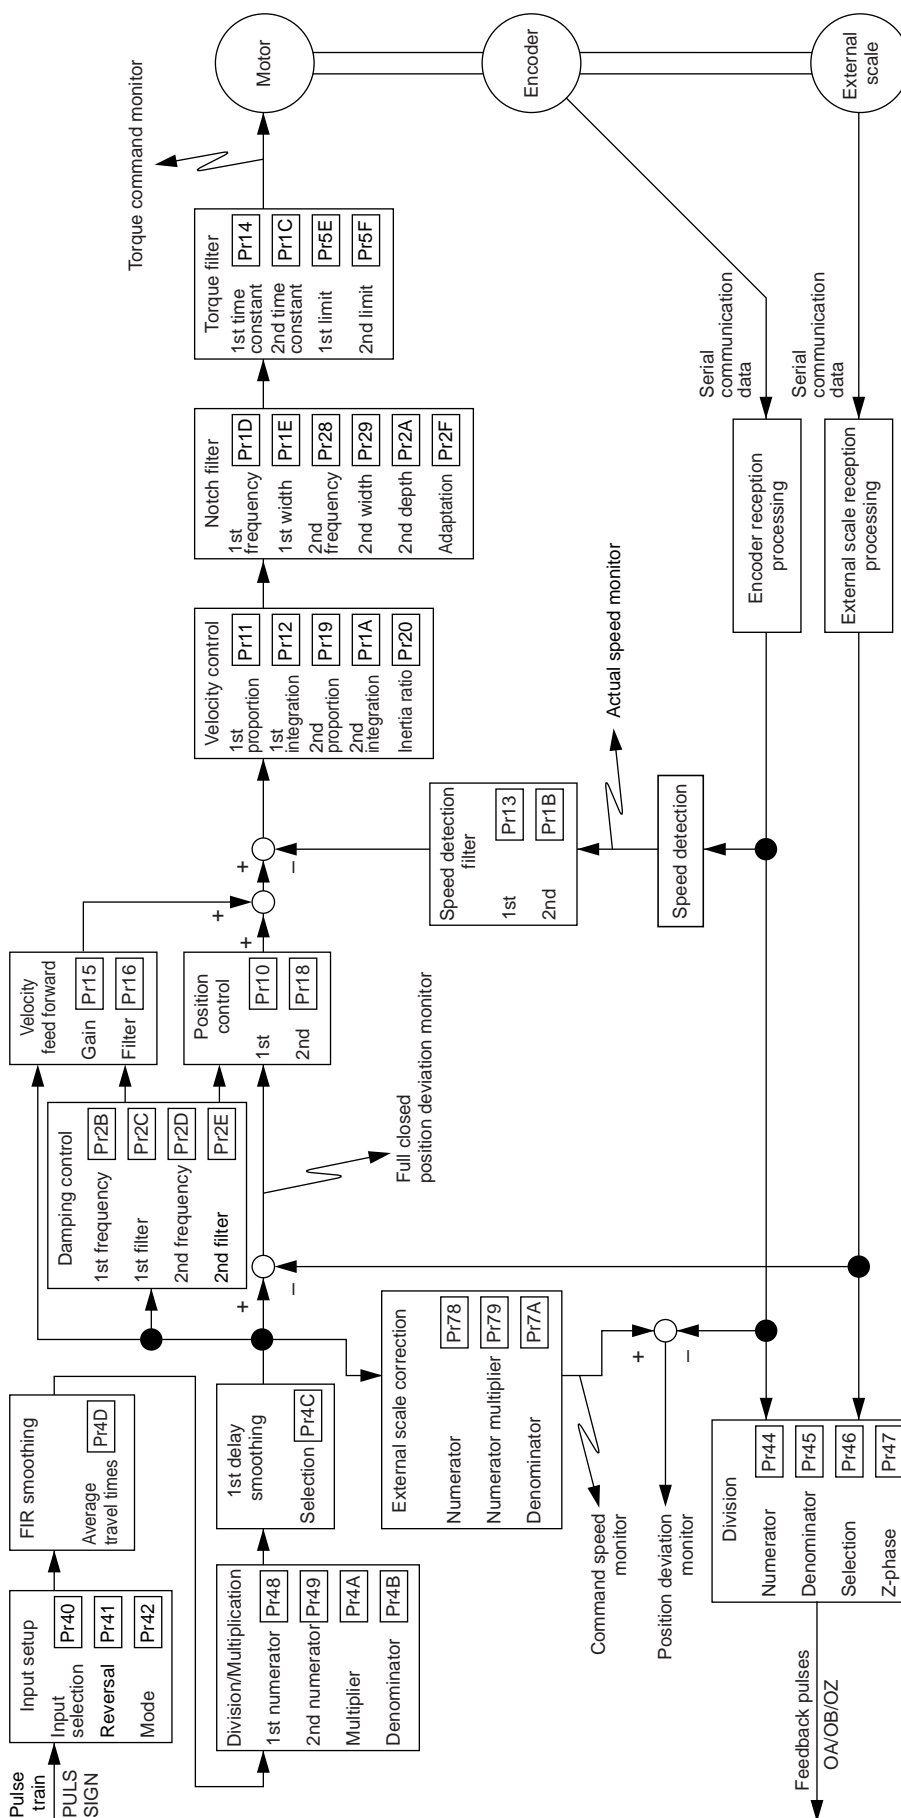 Pulse
train
PULS
SIGN
Input setup
Input
selection
Pr40
Reversal
Pr41
Mode
Pr42
FIR smoothing
Average
travel times
Pr4D
Division/Multiplication
1st numerator
Pr48
2nd numerator
Pr49
Multiplier
Pr4A
Denominator
Pr4B
1st delay
smoothing
Selection
Pr4C
Damping control
1st frequency
Pr2B
1st filter
Pr2C
2nd frequency
Pr2D
2nd filter
Pr2E
Velocity
feed forward
Gain
Pr15
Filter
Pr16
+
–
Position
control
1st
Pr10
2nd
Pr18
Full closed
position deviation monitor
+
+
+
–
Velocity control
1st
proportion
Pr11
1st
integration
Pr12
2nd
proportion
Pr19
2nd
integration
Pr1A
Inertia ratio
Pr20
Notch filter
1st
frequency
Pr1D
1st width
Pr1E
2nd
frequency
Pr28
2nd width
Pr29
2nd depth
Pr2A
Adaptation
Pr2F
Torque filter
1st time
constant
Pr14
2nd time
constant
Pr1C
1st limit
Pr5E
2nd limit
Pr5F
Torque command monitor
Motor
Encoder
External
scale
External scale correction
Numerator
Pr78
Numerator multiplier
Pr79
Denominator
Pr7A
Command speed
monitor
+
–
Position deviation
monitor
Speed detection
filter
1st
Pr13
2nd
Pr1B
Actual speed monitor
Speed detection
Serial
communication
data
Encoder reception
processing
Serial
communication
data
External scale reception
processing
Division
Numerator
Pr44
Denominator
Pr45
Selection
Pr46
Z-phase
Pr47
Feedback pulses
OA/OB/OZ